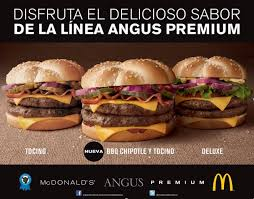 DISFRUTA EL DELICIOSO SABOR
DE LA LÍNEA ANGUS PREMIUM
TOCINO
NUEVA
BBQ CHIPOTLE Y TOCINO
DELUXE
McDONALD'S®
ANGUS
PREMIUM